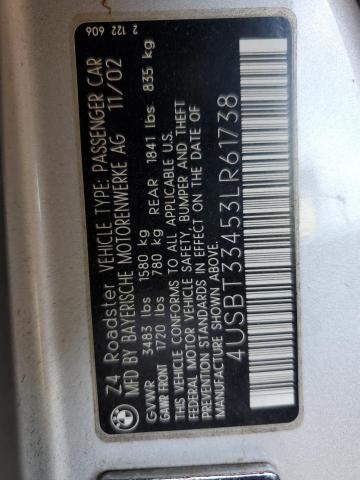 Z4 Roadster VEHICLE TYPE: PASSENGER CAR 2 122 606
MFD BY BAYERISCHE MOTORENWERKE AG 11/02
GVWR 3483 lbs 1580 kg
GAWR FRONT 1720 lbs 780 kg REAR 1841 lbs 835 kg
THIS VEHICLE CONFORMS TO ALL APPLICABLE U.S.
FEDERAL MOTOR VEHICLE SAFETY, BUMPER AND THEFT
PREVENTION STANDARDS IN EFFECT ON THE DATE OF
MANUFACTURE SHOWN ABOVE.
4USBT33453LR61738